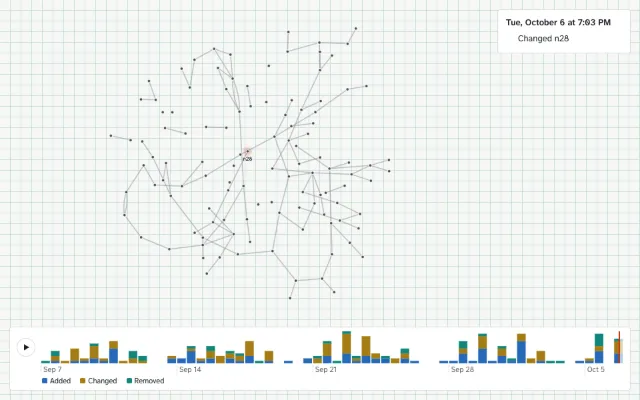 Tue, October 6 at 7:03 PM
Changed n28
n28
Sep 7
Sep 14
Sep 21
Sep 28
Oct 5
Added
Changed
Removed